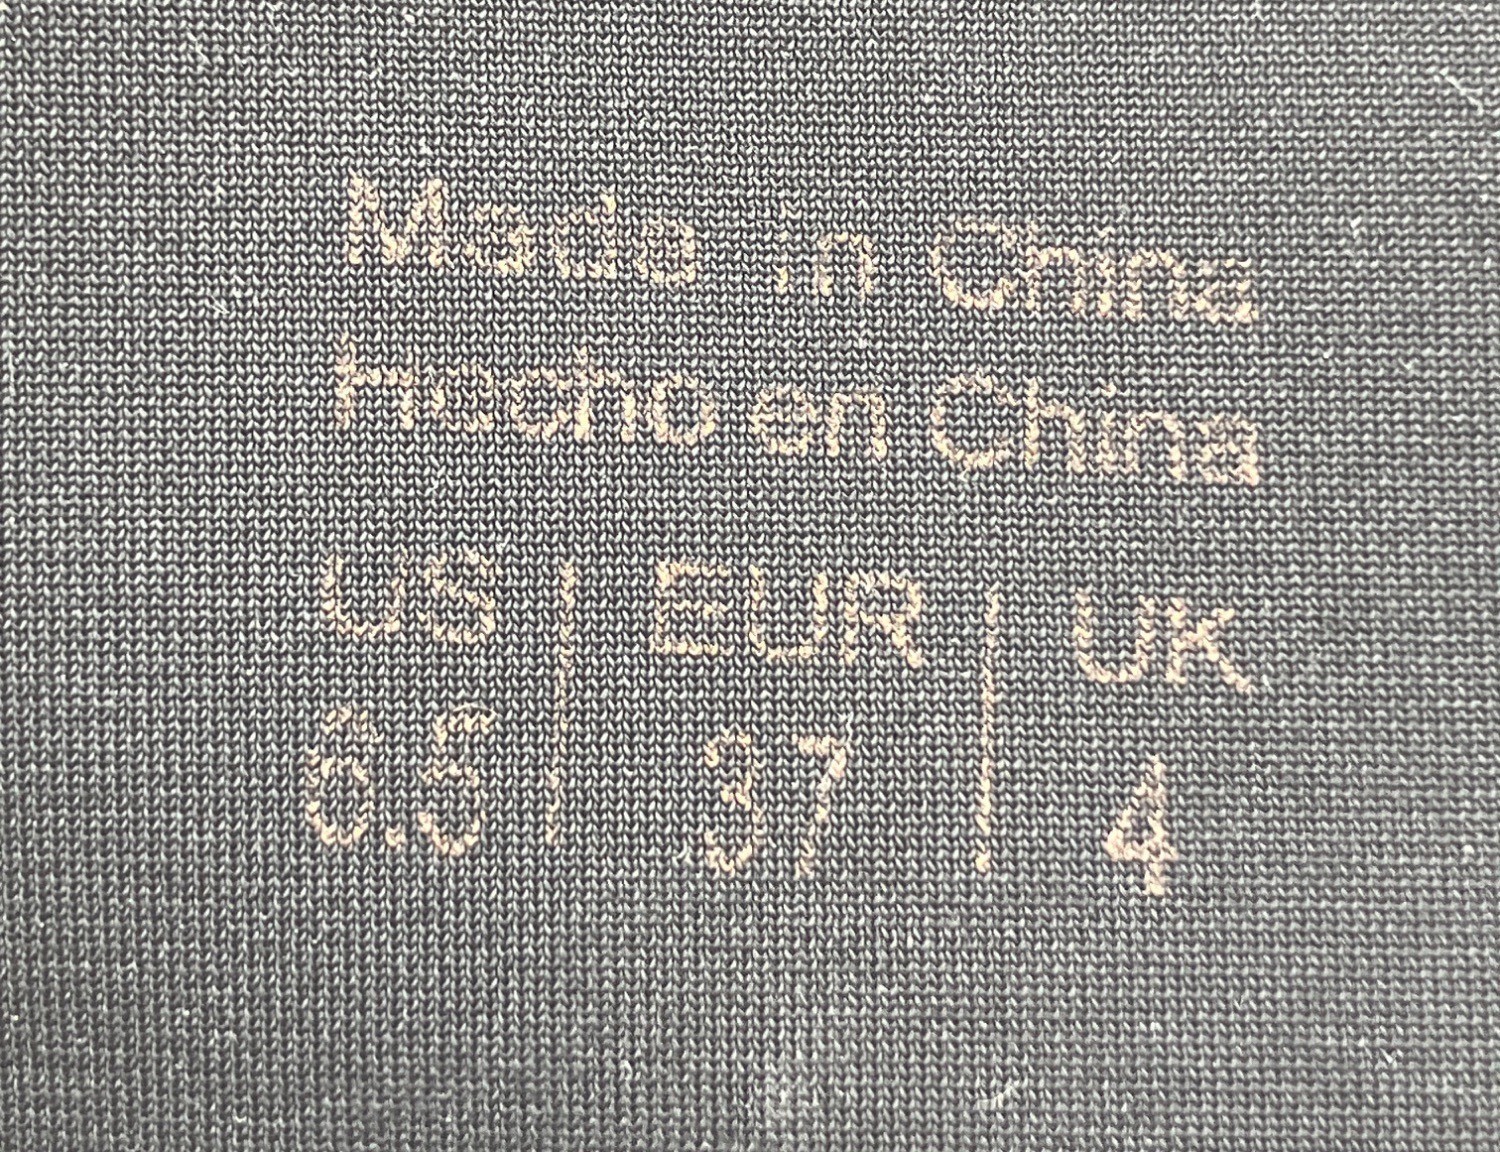 Made in China
Hecho en China
US | EUR | UK
6.5 | 37 | 4